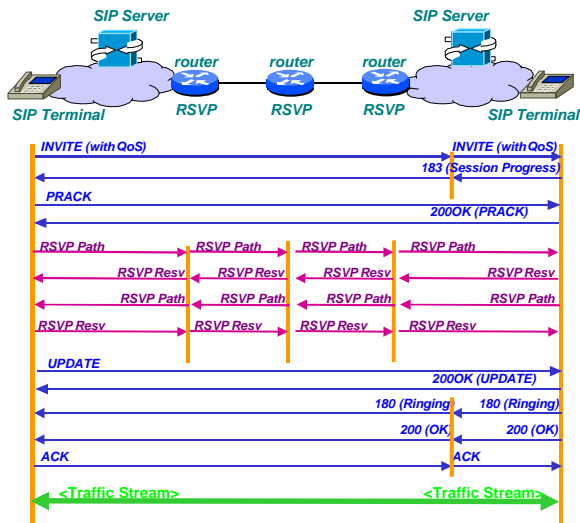 SIP Server
SIP Server
router
router
router
SIP Terminal
RSVP
RSVP
RSVP
SIP Terminal
INVITE (with QoS)
INVITE (with QoS)
183 (Session Progress)
PRACK
200OK (PRACK)
RSVP Path
RSVP Path
RSVP Path
RSVP Path
RSVP Resv
RSVP Resv
RSVP Resv
RSVP Resv
RSVP Path
RSVP Path
RSVP Path
RSVP Path
RSVP Resv
RSVP Resv
RSVP Resv
RSVP Resv
UPDATE
200OK (UPDATE)
180 (Ringing)
180 (Ringing)
200 (OK)
200 (OK)
ACK
ACK
<Traffic Stream>
<Traffic Stream>